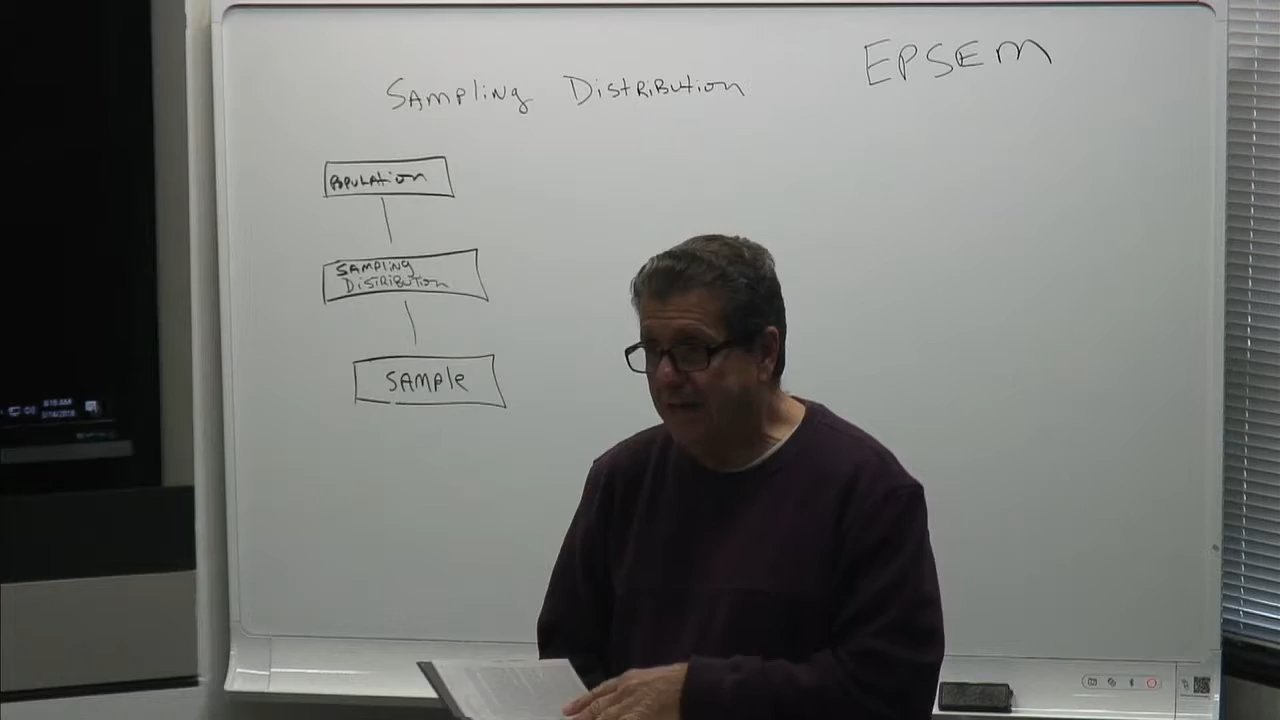 Sampling Distribution
EPSEM
Population
Sampling
Distribution
Sample